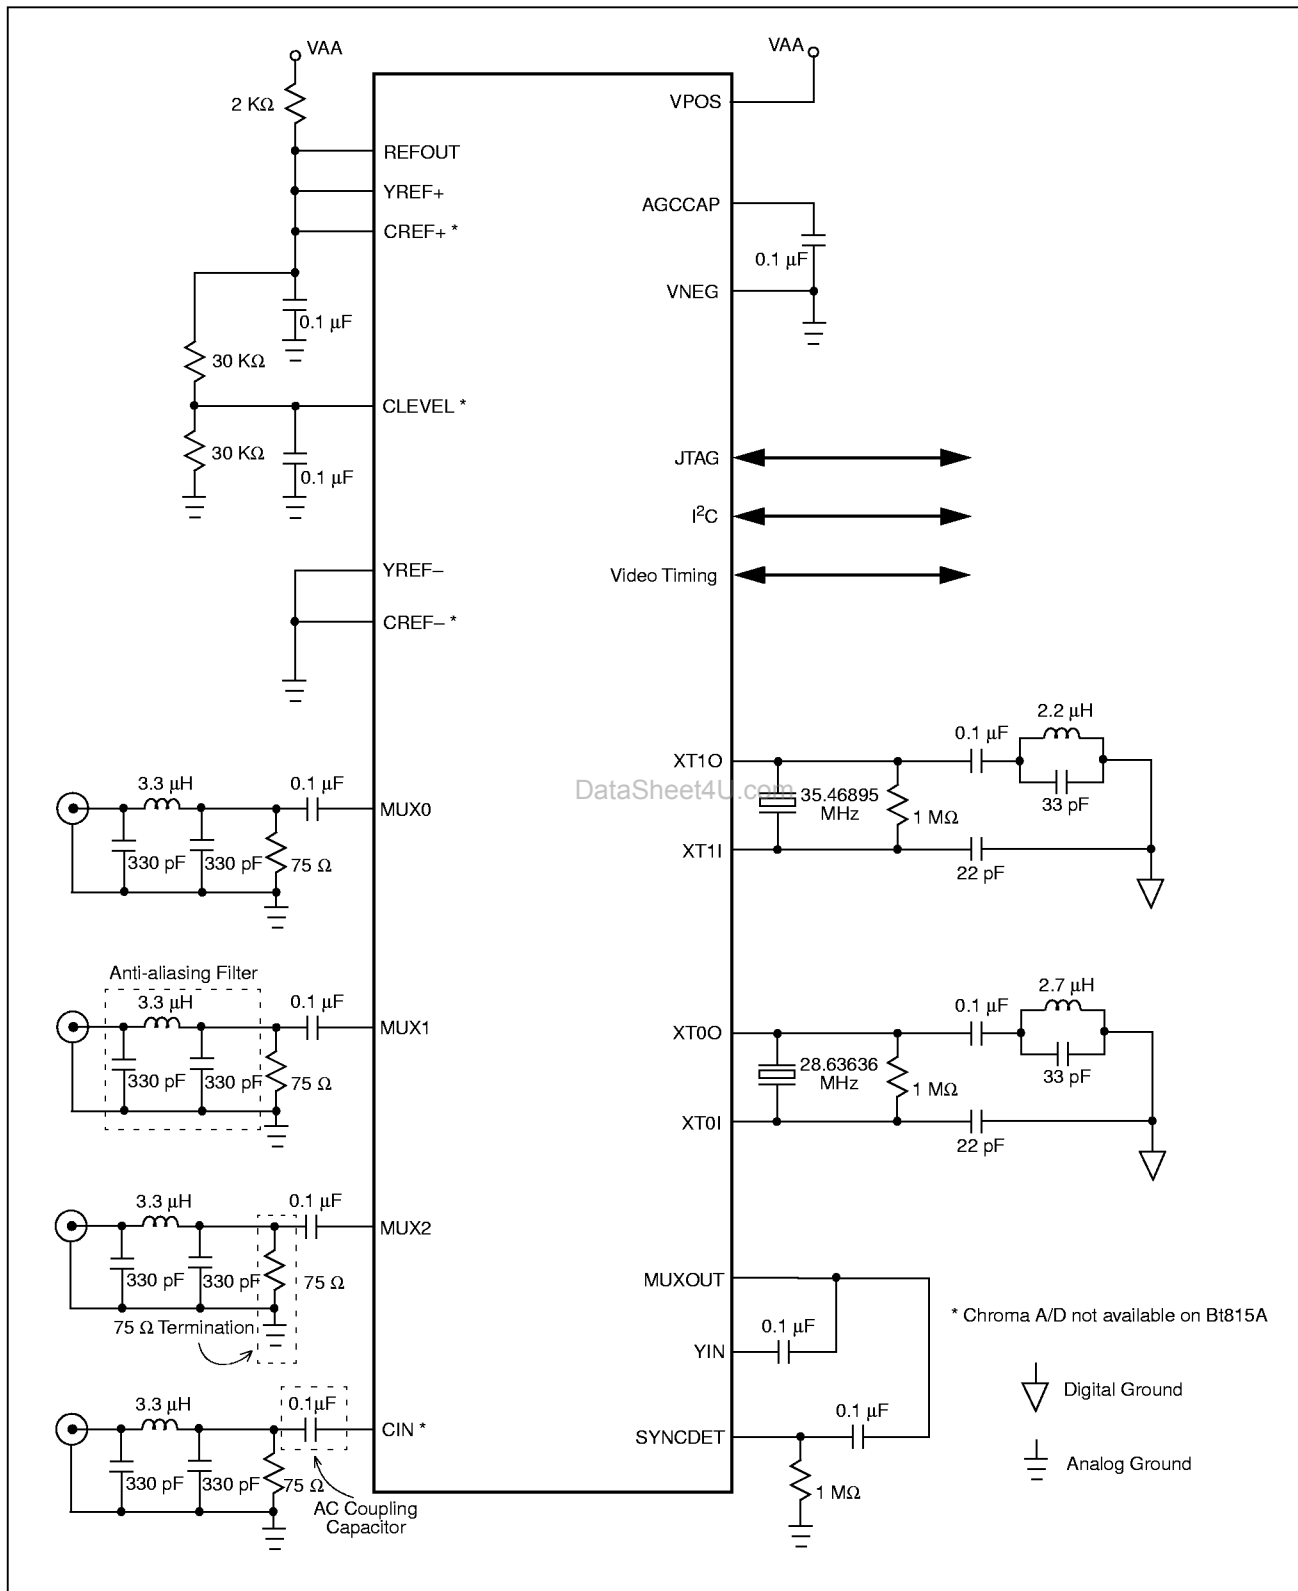 VAA
2 KΩ
REFOUT
YREF+
CREF+ *
0.1 µF
30 KΩ
CLEVEL *
30 KΩ
0.1 µF
YREF–
CREF– *
3.3 µH
0.1 µF
MUX0
330 pF
330 pF
75 Ω
Anti-aliasing Filter
3.3 µH
0.1 µF
MUX1
330 pF
330 pF
75 Ω
3.3 µH
0.1 µF
MUX2
330 pF
330 pF
75 Ω
75 Ω Termination
3.3 µH
0.1µF
CIN *
330 pF
330 pF
75 Ω
AC Coupling
Capacitor
VAA
VPOS
AGCCAP
0.1 µF
VNEG
JTAG
I²C
Video Timing
2.2 µH
0.1 µF
XT1O
33 pF
DataSheet4U.com
35.46895
MHz
1 MΩ
XT1I
22 pF
2.7 µH
0.1 µF
XT0O
33 pF
28.63636
MHz
1 MΩ
XT0I
22 pF
MUXOUT
0.1 µF
YIN
0.1 µF
SYNCDET
1 MΩ
* Chroma A/D not available on Bt815A
Digital Ground
Analog Ground